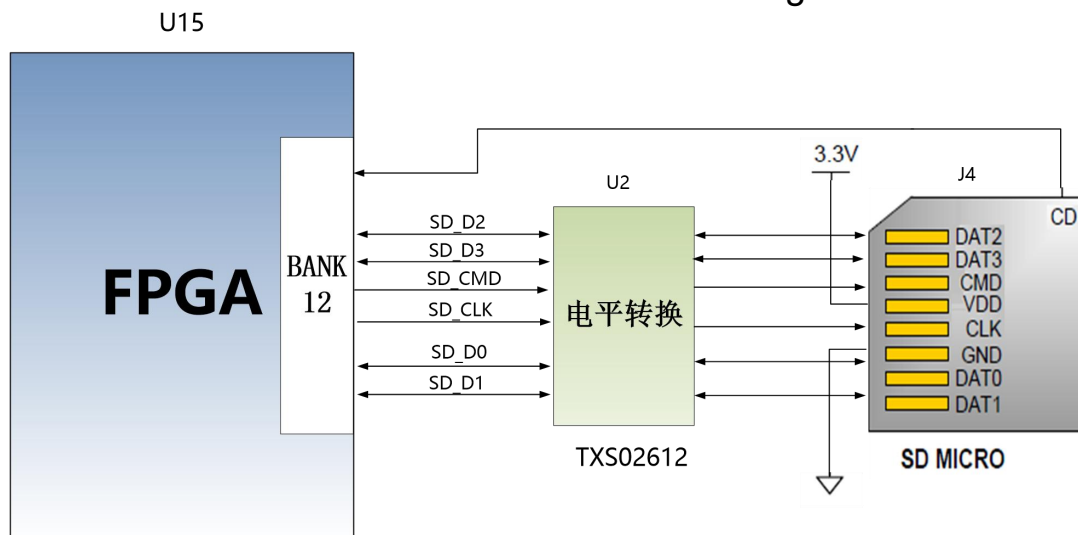 U15
FPGA
BANK
12
SD_D2
SD_D3
SD_CMD
SD_CLK
SD_D0
SD_D1
U2
电平转换
TXS02612
3.3V
J4
CD
DAT2
DAT3
CMD
VDD
CLK
GND
DAT0
DAT1
SD MICRO